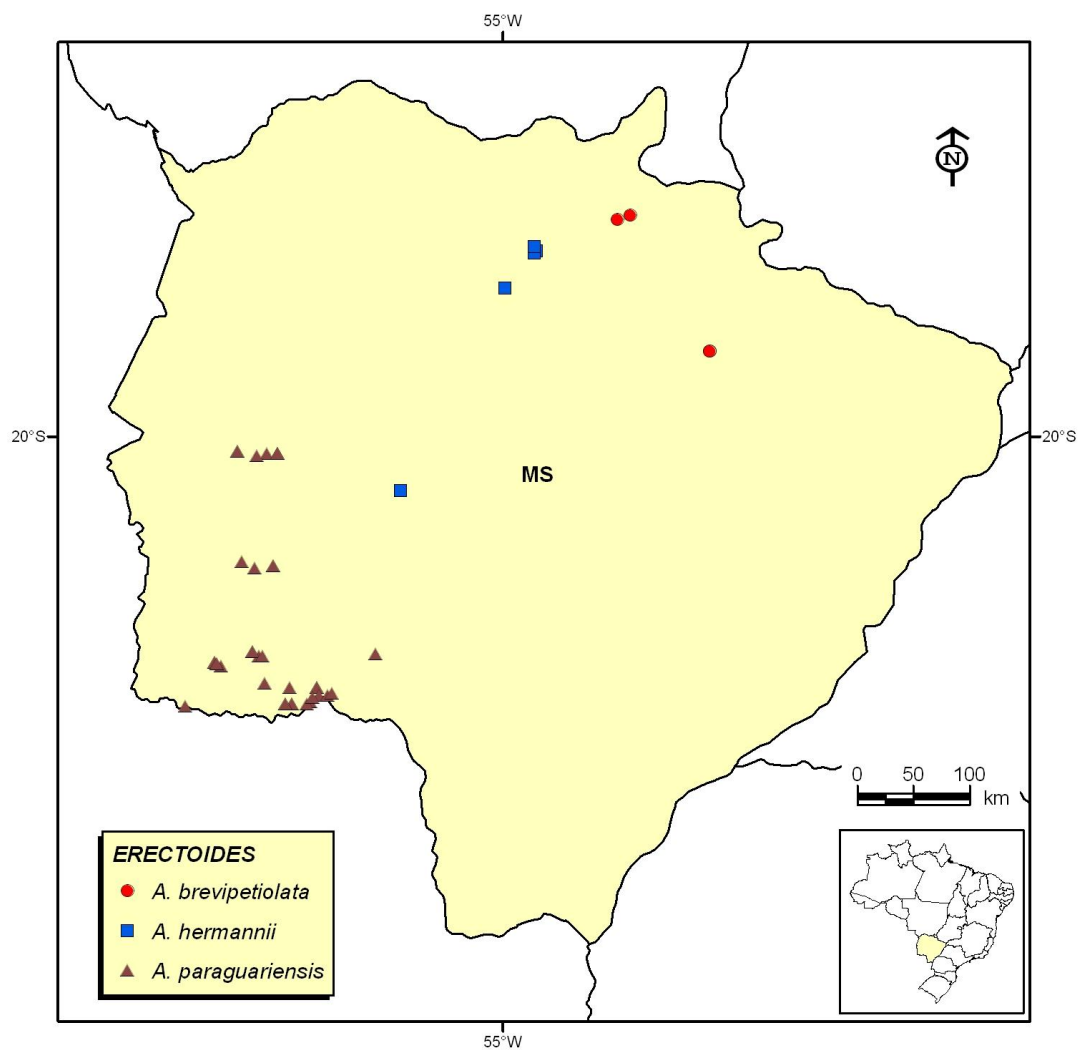 55°W
N
20°S
20°S
MS
0 50 100
km
ERECTOIDES
A. brevipetiolata
A. hermannii
A. paraguariensis
55°W